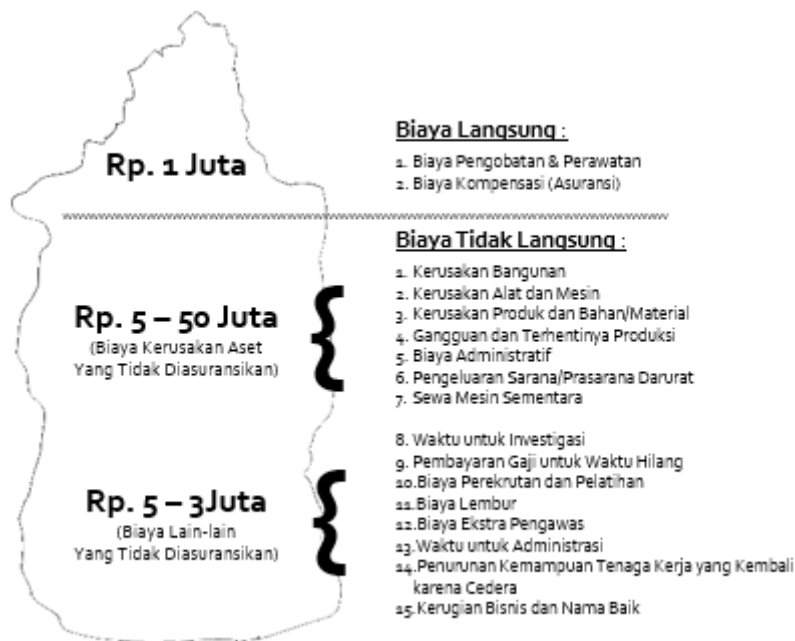 Rp. 1 Juta
Biaya Langsung :
1. Biaya Pengobatan & Perawatan
2. Biaya Kompensasi (Asuransi)
Biaya Tidak Langsung :
1. Kerusakan Bangunan
2. Kerusakan Alat dan Mesin
3. Kerusakan Produk dan Bahan/Material
4. Gangguan dan Terhentinya Produksi
5. Biaya Administratif
6. Pengeluaran Sarana/Prasarana Darurat
7. Sewa Mesin Sementara
Rp. 5 – 50 Juta
(Biaya Kerusakan Aset
Yang Tidak Diasuransikan)
8. Waktu untuk Investigasi
9. Pembayaran Gaji untuk Waktu Hilang
10.Biaya Perekrutan dan Pelatihan
11.Biaya Lembur
12.Biaya Ekstra Pengawas
13.Waktu untuk Administrasi
14.Penurunan Kemampuan Tenaga Kerja yang Kembali
karena Cedera
15.Kerugian Bisnis dan Nama Baik
Rp. 5 – 3Juta
(Biaya Lain-lain
Yang Tidak Diasuransikan)